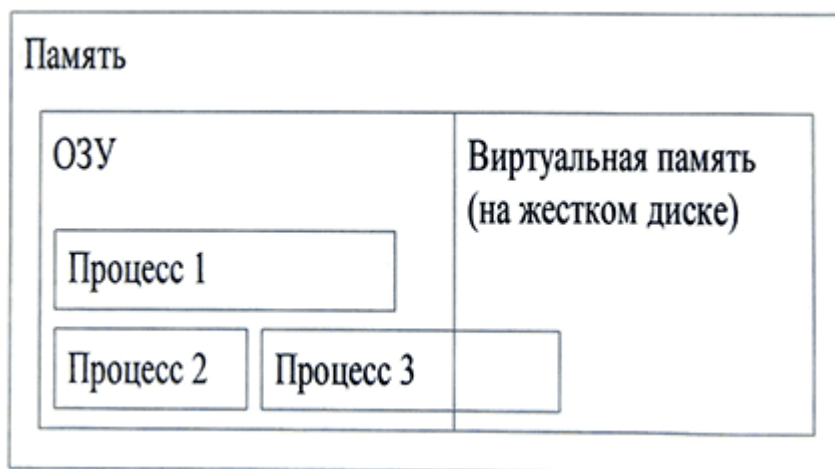 Память
ОЗУ
Виртуальная память
(на жестком диске)
Процесс 1
Процесс 2
Процесс 3